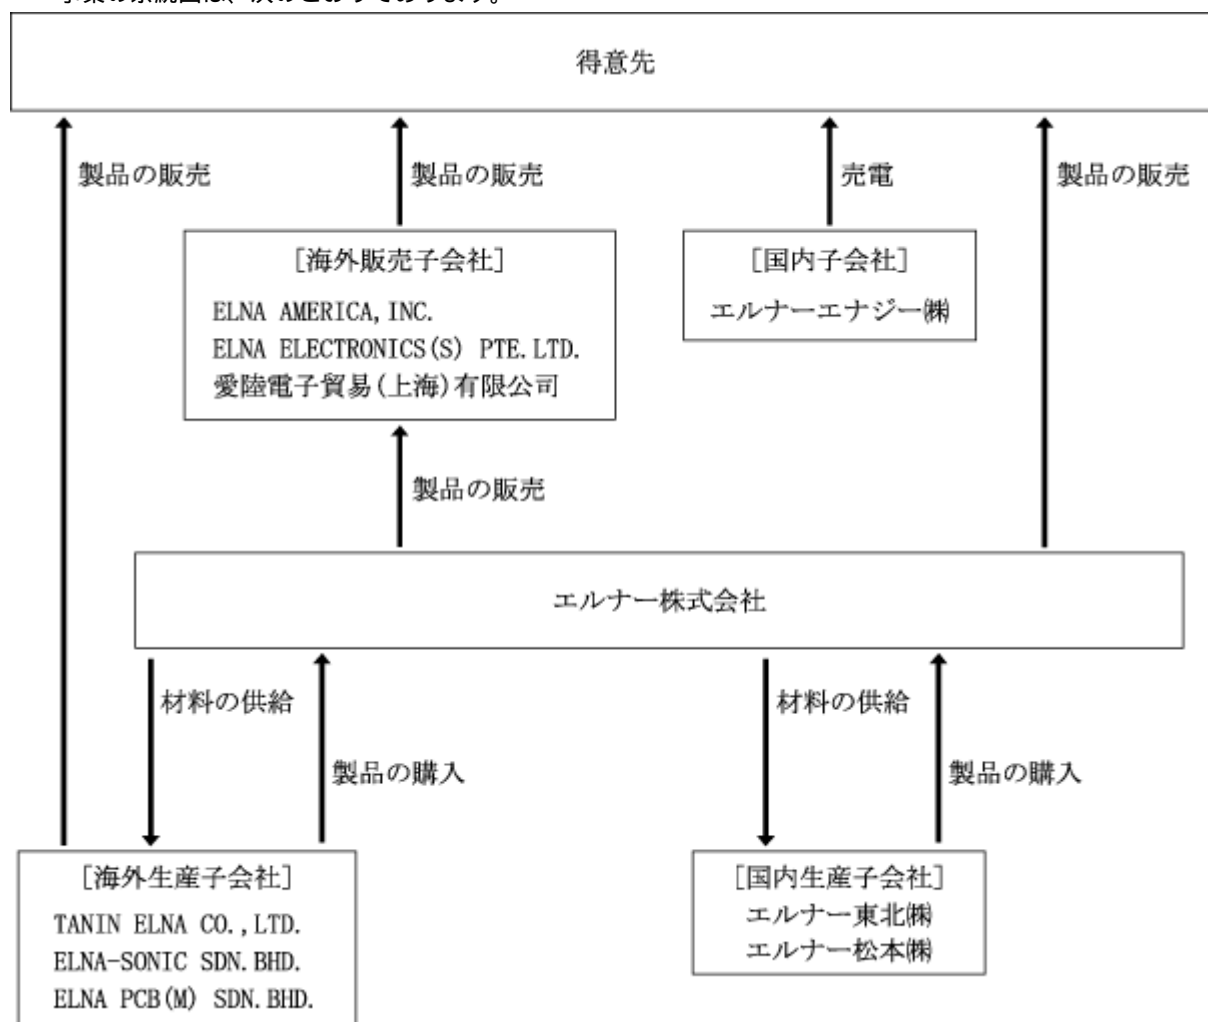 事業の系統図は、次のとおりであります。
得意先
製品の販売
製品の販売
売電
製品の販売
[海外販売子会社]
ELNA AMERICA,INC.
ELNA ELECTRONICS(S) PTE.LTD.
愛陸電子貿易(上海)有限公司
[国内子会社]
エルナーエナジー㈱
製品の販売
エルナー株式会社
材料の供給
製品の購入
材料の供給
製品の購入
[海外生産子会社]
TANIN ELNA CO.,LTD.
ELNA-SONIC SDN.BHD.
ELNA PCB(M) SDN.BHD.
[国内生産子会社]
エルナー東北㈱
エルナー松本㈱